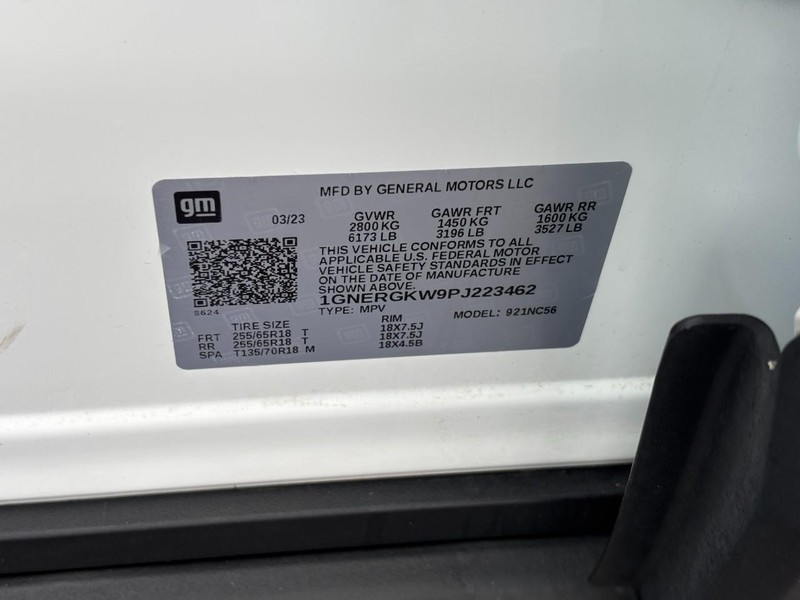 gm
MFD BY GENERAL MOTORS LLC
03/23
GVWR GAWR FRT GAWR RR
2800 KG 1450 KG 1600 KG
6173 LB 3196 LB 3527 LB
THIS VEHICLE CONFORMS TO ALL
APPLICABLE U.S. FEDERAL MOTOR
VEHICLE SAFETY STANDARDS IN EFFECT
ON THE DATE OF MANUFACTURE
SHOWN ABOVE.
1GNERGKW9PJ223462
S624
TYPE: MPV MODEL: 921NC56
TIRE SIZE RIM
FRT 255/65R18 T 18X7.5J
RR 255/65R18 T 18X7.5J
SPA T135/70R18 M 18X4.5B